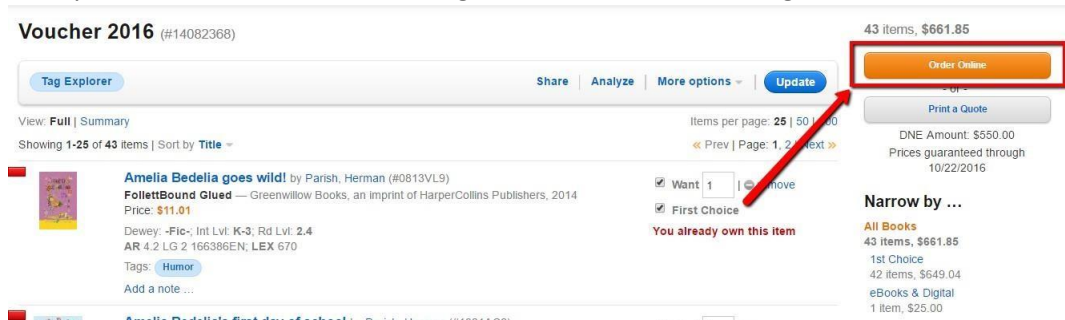 Voucher 2016 (#14082368)
43 items, $661.85
Order Online
- or -
Print a Quote
DNE Amount: $550.00
Prices guaranteed through
10/22/2016
Tag Explorer
Share | Analyze | More options | Update
View: Full | Summary
Items per page: 25 | 50 |
Showing 1-25 of 43 items | Sort by Title
« Prev | Page: 1, 2 | Next »
Amelia Bedelia goes wild! by Parish, Herman (#0813VL9)
FollettBound Glued — Greenwillow Books, an imprint of HarperCollins Publishers, 2014
Price: $11.01
Dewey: -Fic-; Int Lvl: K-3; Rd Lvl: 2.4
AR 4.2 LG 2 166386EN; LEX 670
Tags: Humor
Add a note ...
Want 1 |
First Choice
You already own this item
Narrow by ...
All Books
43 items, $661.85
1st Choice
42 items, $649.04
eBooks & Digital
1 item, $25.00